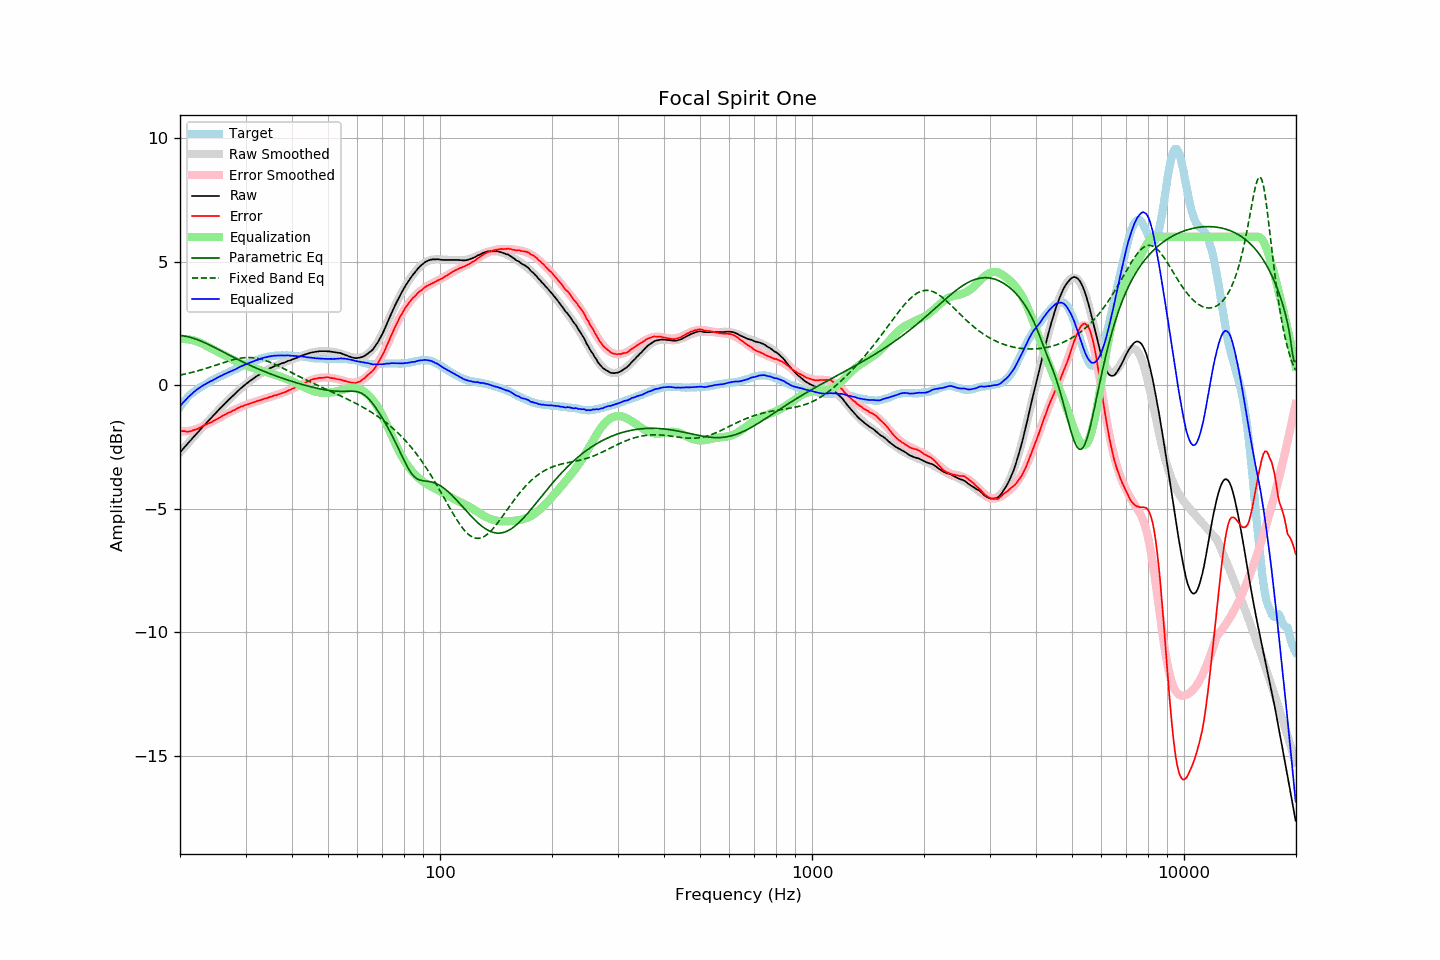 Focal Spirit One
Target
Raw Smoothed
Error Smoothed
Raw
Error
Equalization
Parametric Eq
Fixed Band Eq
Equalized
10
5
0
−5
−10
−15
Amplitude (dBr)
100
1000
10000
Frequency (Hz)